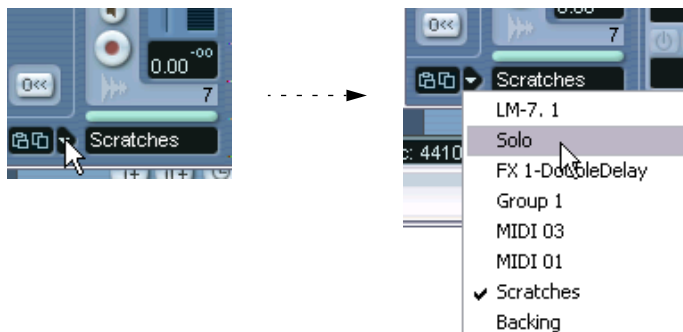 -oo
0.00
0<<
7
Scratches
0<<
7
Scratches
c: 4410
LM-7. 1
Solo
FX 1-DoubleDelay
Group 1
MIDI 03
MIDI 01
Scratches
Backing